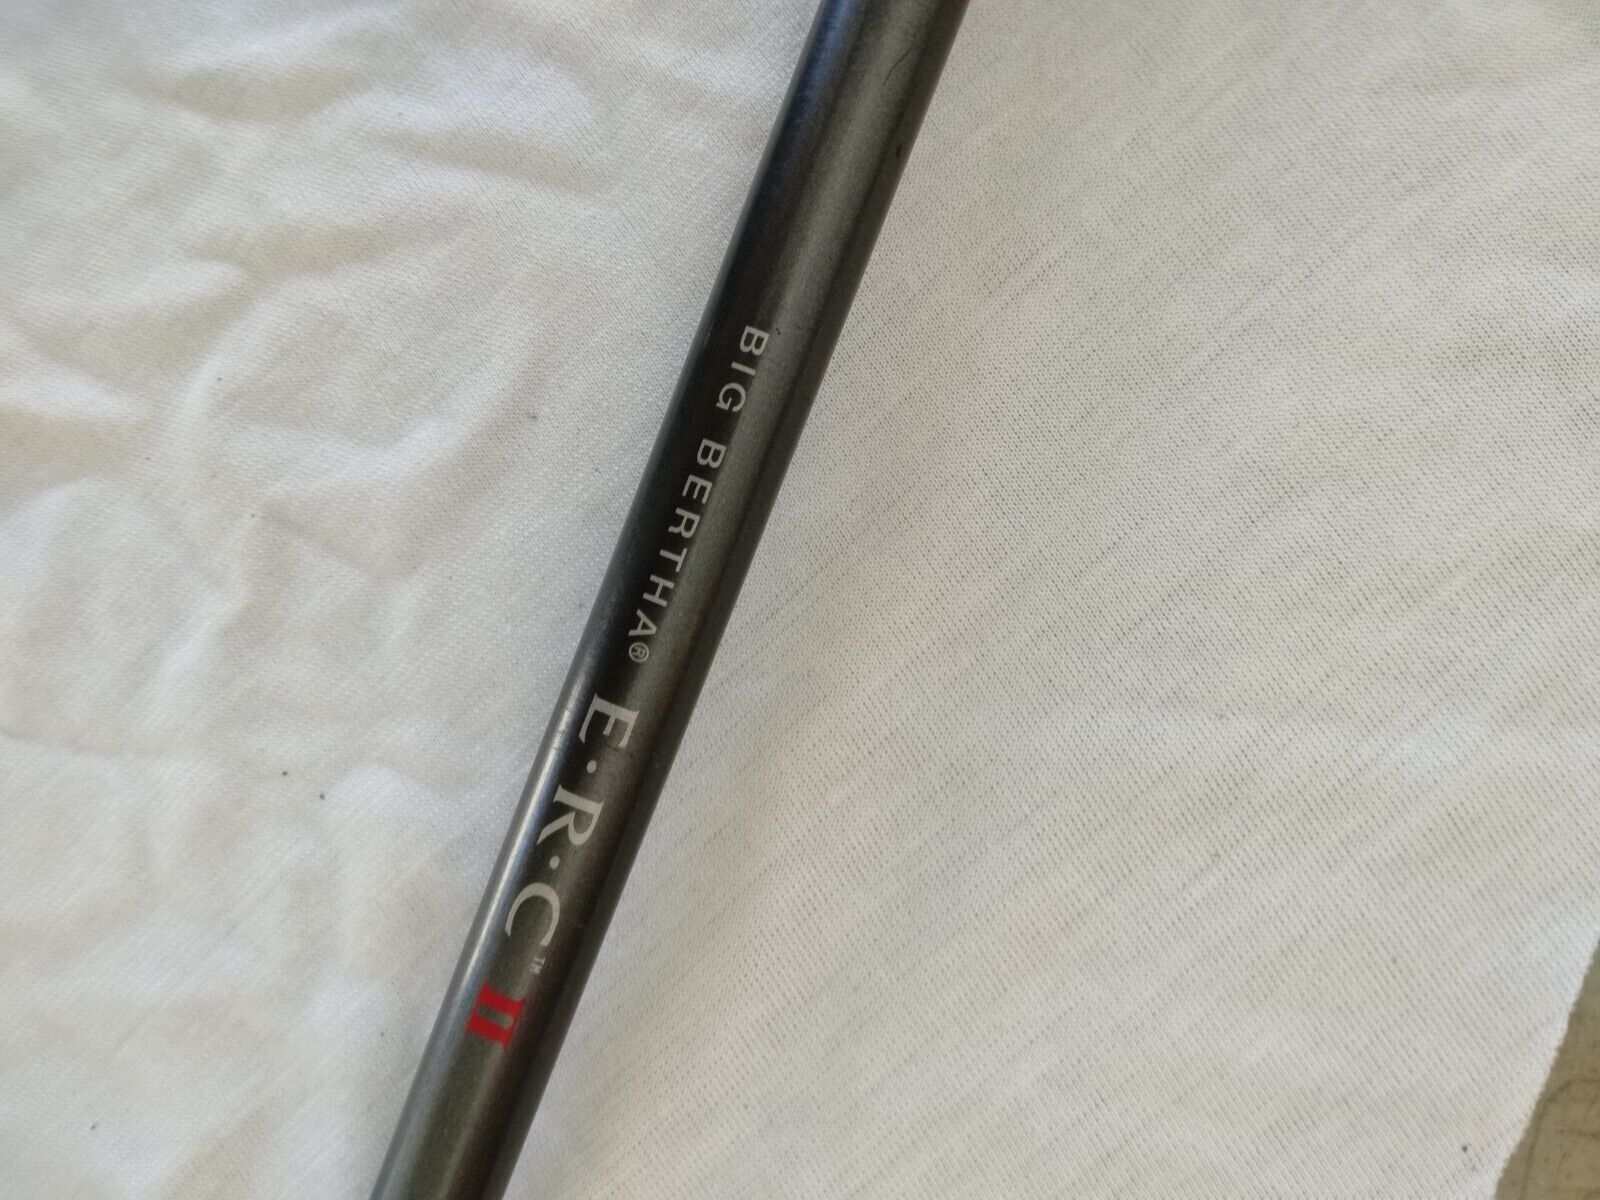 BIG BERTHA® E·R·C™ II